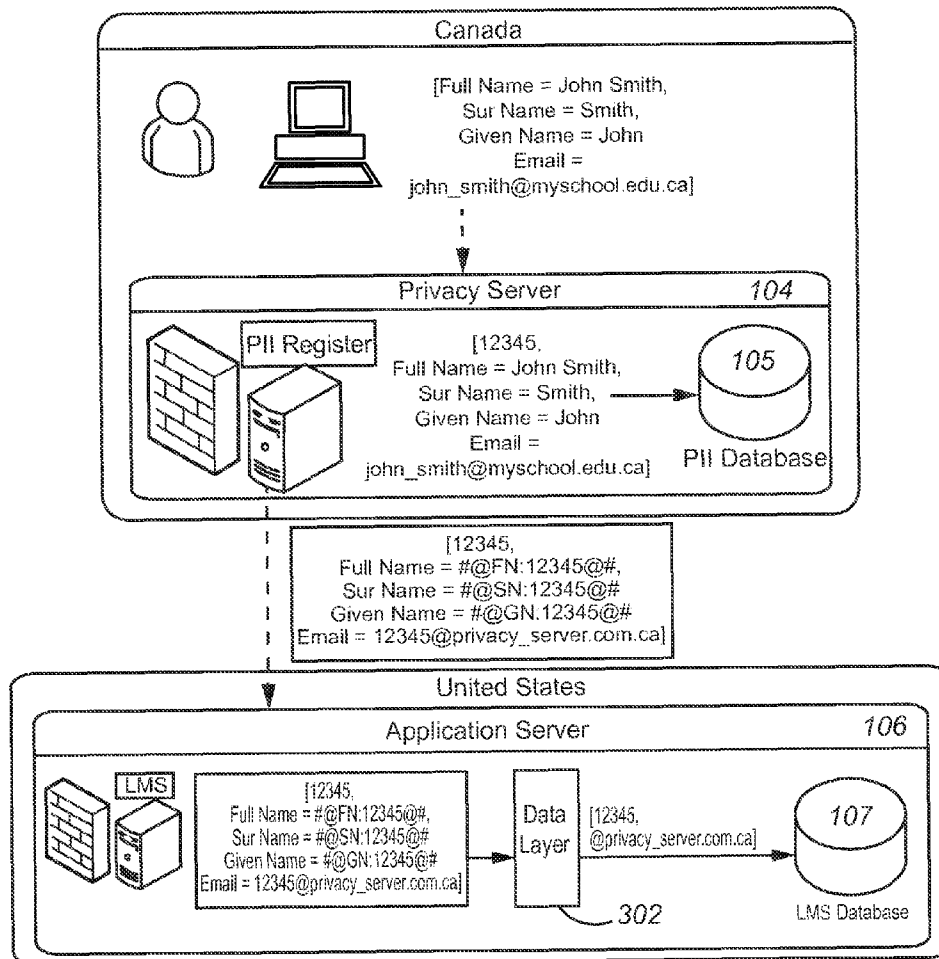 Canada
[Full Name = John Smith,
Sur Name = Smith,
Given Name = John
Email =
john_smith@myschool.edu.ca]
Privacy Server
104
PII Register
[12345,
Full Name = John Smith,
Sur Name = Smith,
Given Name = John
Email =
john_smith@myschool.edu.ca]
105
PII Database
[12345,
Full Name = #@FN:12345@#,
Sur Name = #@SN:12345@#
Given Name = #@GN:12345@#
Email = 12345@privacy_server.com.ca]
United States
Application Server
106
LMS
[12345,
Full Name = #@FN:12345@#,
Sur Name = #@SN:12345@#
Given Name = #@GN:12345@#
Email = 12345@privacy_server.com.ca]
Data
Layer
302
[12345,
@privacy_server.com.ca]
107
LMS Database